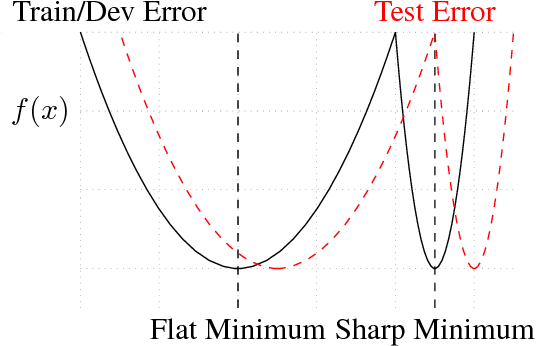 Train/Dev Error
Test Error
f(x)
Flat Minimum
Sharp Minimum